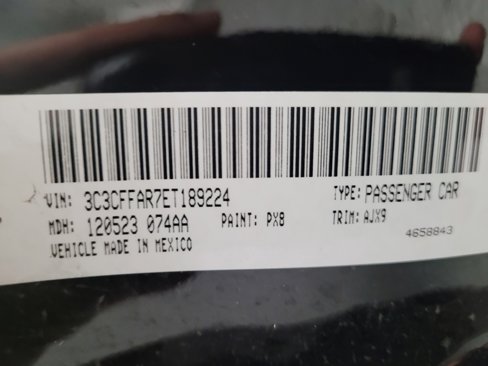 VIN: 3C3CFFAR7ET189224 TYPE: PASSENGER CAR
MDH: 120523 074AA PAINT: PX8 TRIM: AJX9
VEHICLE MADE IN MEXICO 4658843